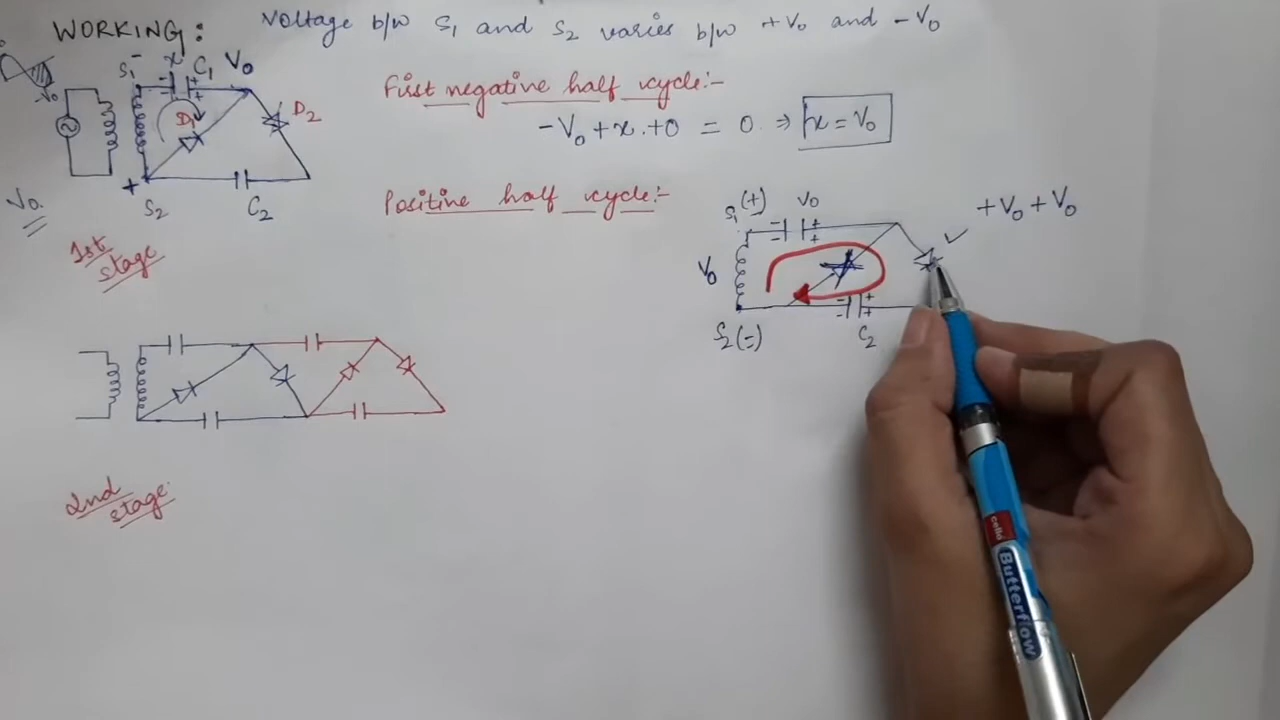 WORKING: Voltage b/w S₁ and S₂ varies b/w +V₀ and -V₀
First negative half cycle:-
-V₀ + x + 0 = 0 ⇒ x = V₀
S₁ - x C₁ V₀
- +
- +
D₁
D₂
+
S₂ C₂
V₀
Positive half cycle:-
S₁ (+) V₀
- +
- +
+V₀ + V₀
V₀
- +
- +
S₂ (-) C₂
1st stage
2nd stage
cello
Butterflow